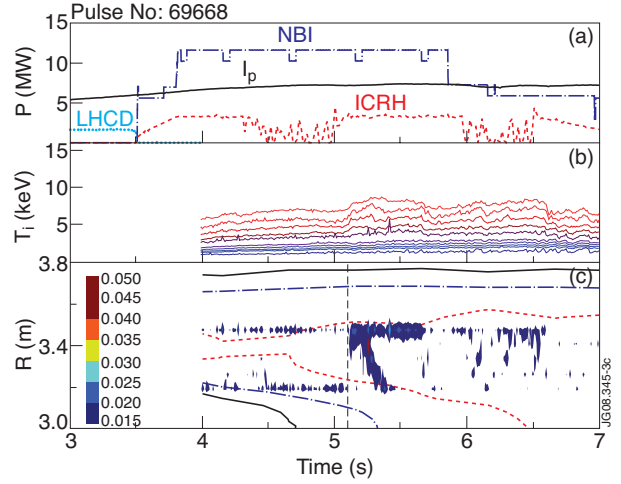 Pulse No: 69668
15
10
5
P (MW)
NBI
(a)
Ip
LHCD
ICRH
15
10
5
Ti (keV)
(b)
3.8
3.4
3.0
R (m)
(c)
0.050
0.045
0.040
0.035
0.030
0.025
0.020
0.015
3 4 5 6 7
Time (s)
JG08.345-3c